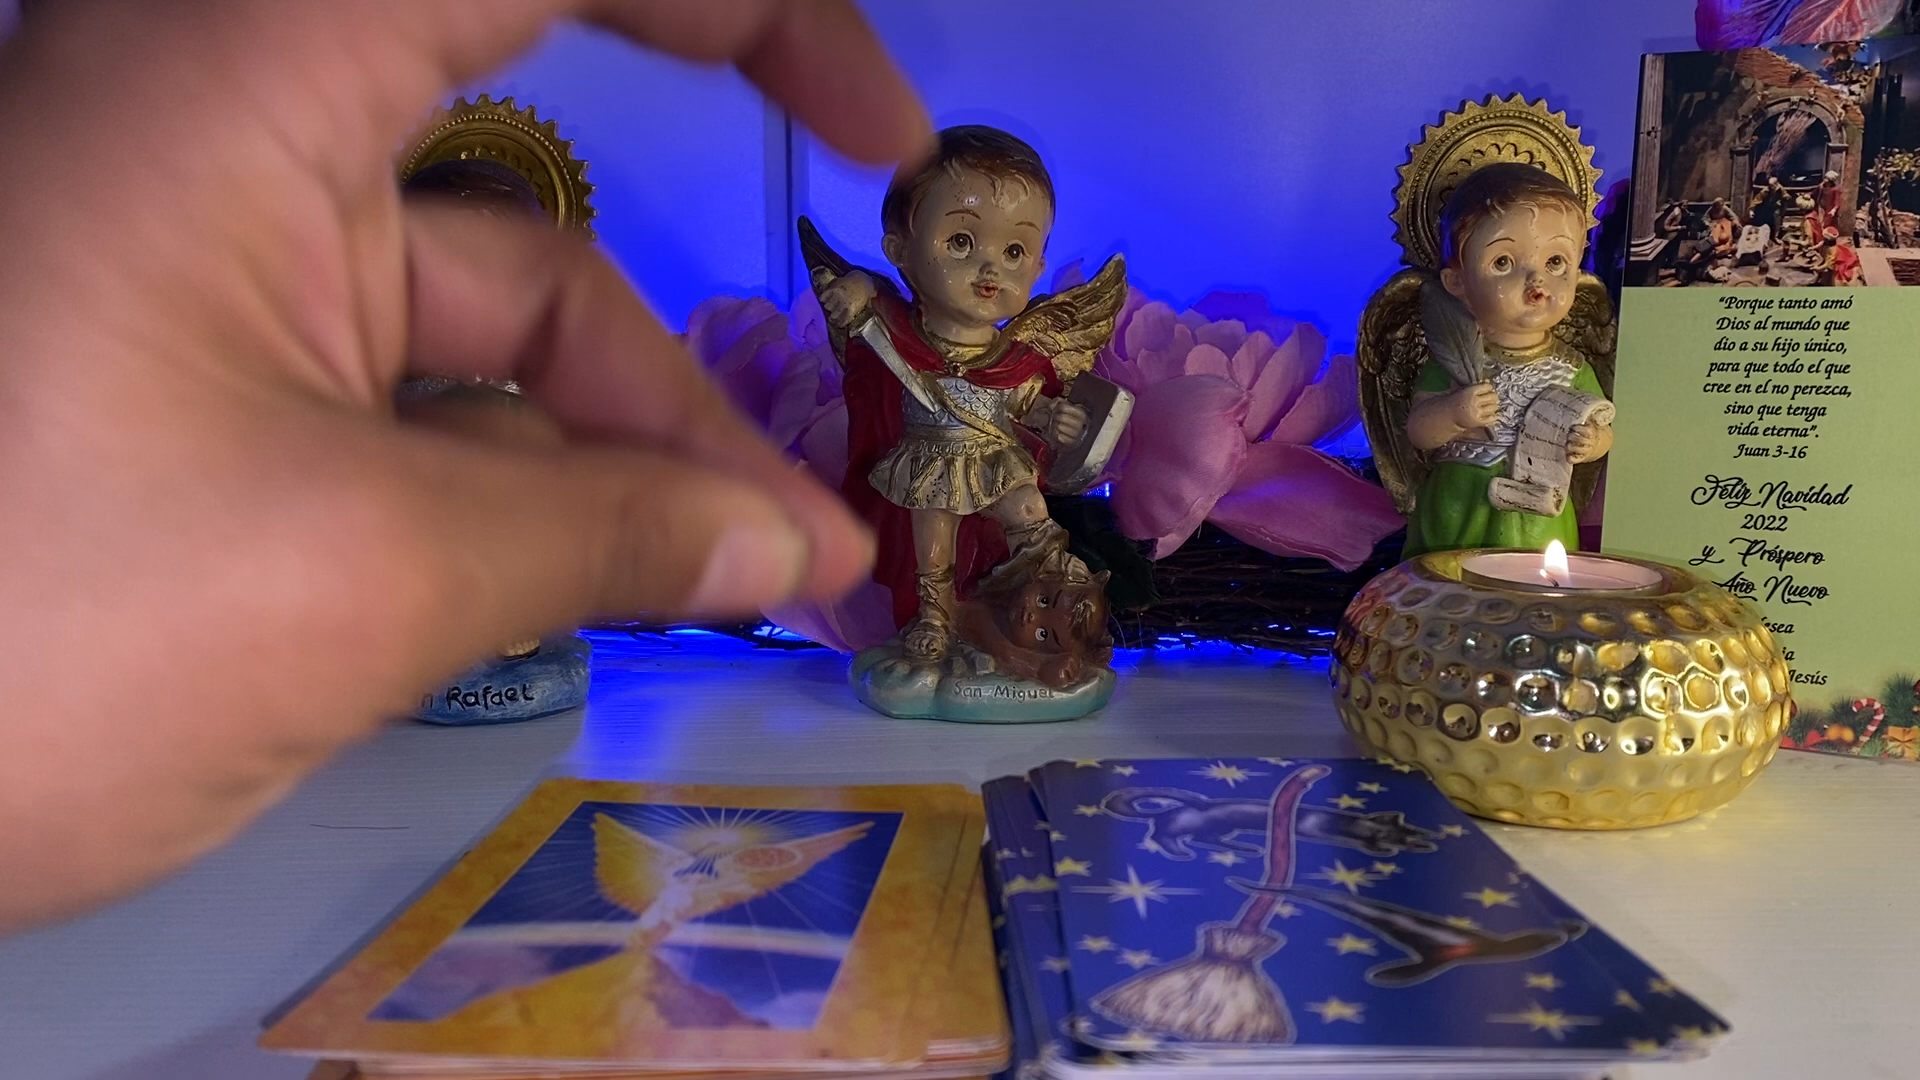 “Porque tanto amó
Dios al mundo que
dio a su hijo único,
para que todo el que
cree en el no perezca,
sino que tenga
vida eterna”.
Juan 3-16
Feliz Navidad
2022
y Próspero
Año Nuevo
Jesús
San Miguel
Rafael